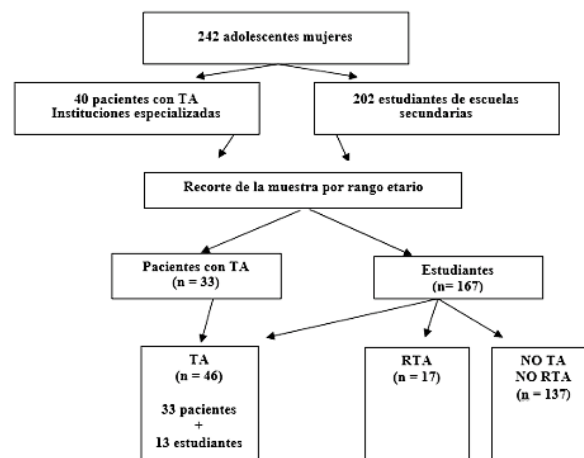 242 adolescentes mujeres
40 pacientes con TA
Instituciones especializadas
202 estudiantes de escuelas
secundarias
Recorte de la muestra por rango etario
Pacientes con TA
(n = 33)
Estudiantes
(n= 167)
TA
(n = 46)
33 pacientes
+
13 estudiantes
RTA
(n = 17)
NO TA
NO RTA
(n = 137)